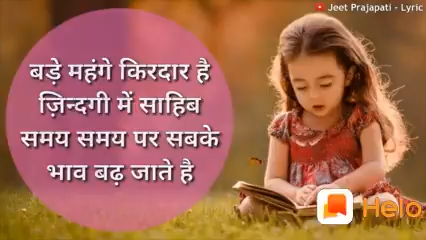 Jeet Prajapati - Lyric
बड़े महंगे किरदार है
ज़िन्दगी में साहिब
समय समय पर सबके
भाव बढ़ जाते है
Helo